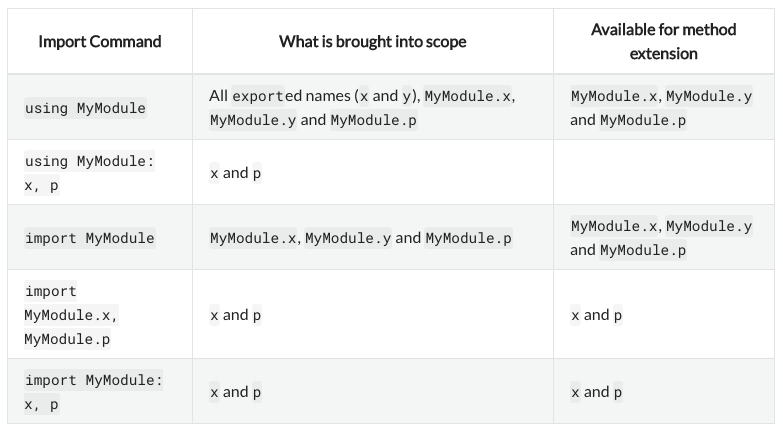 Import Command
What is brought into scope
Available for method
extension
using MyModule
All exported names (x and y), MyModule.x,
MyModule.y and MyModule.p
MyModule.x, MyModule.y
and MyModule.p
using MyModule:
x, p
x and p
import MyModule
MyModule.x, MyModule.y and MyModule.p
MyModule.x, MyModule.y
and MyModule.p
import
MyModule.x,
MyModule.p
x and p
x and p
import MyModule:
x, p
x and p
x and p